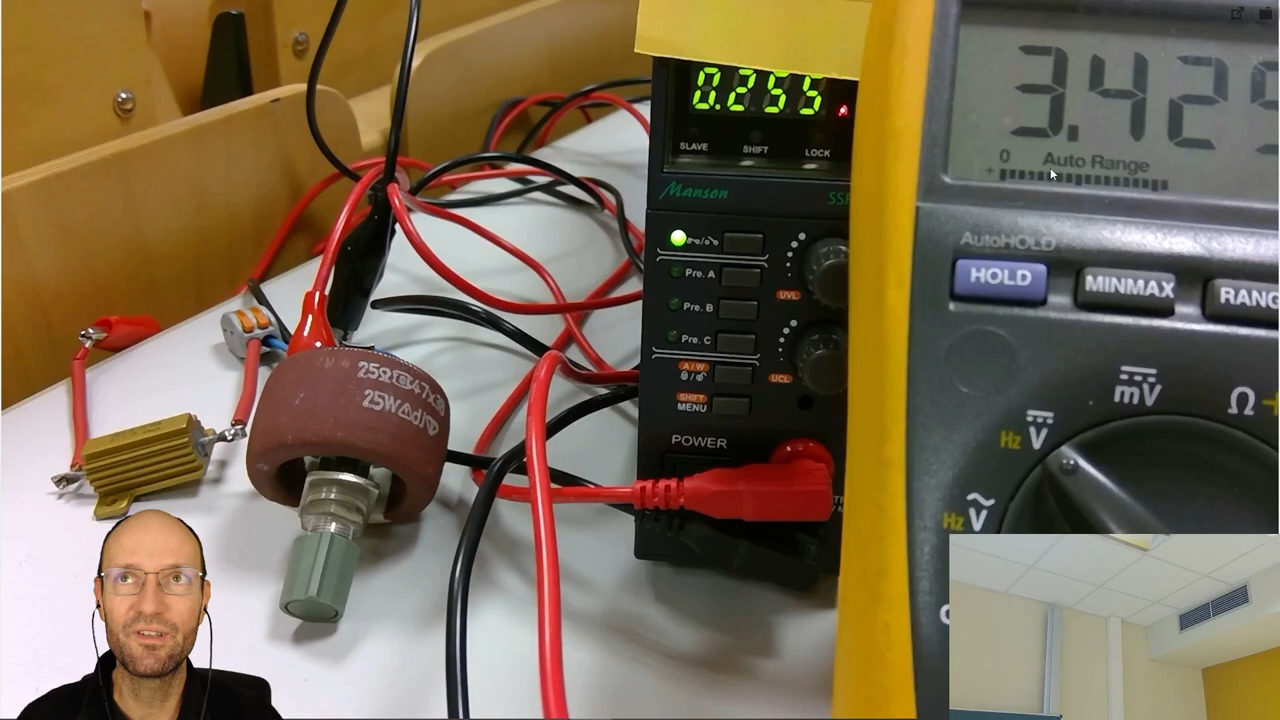 0.255 A
SLAVE SHIFT LOCK
Manson
Pre. A
UVL
Pre. B
Pre. C
A / W
UCL
SHIFT
MENU
POWER
25Ω 47x30
25W
3.42
0
Auto Range
+
AutoHOLD
HOLD MINMAX
mV
Ω
Hz V
Hz V